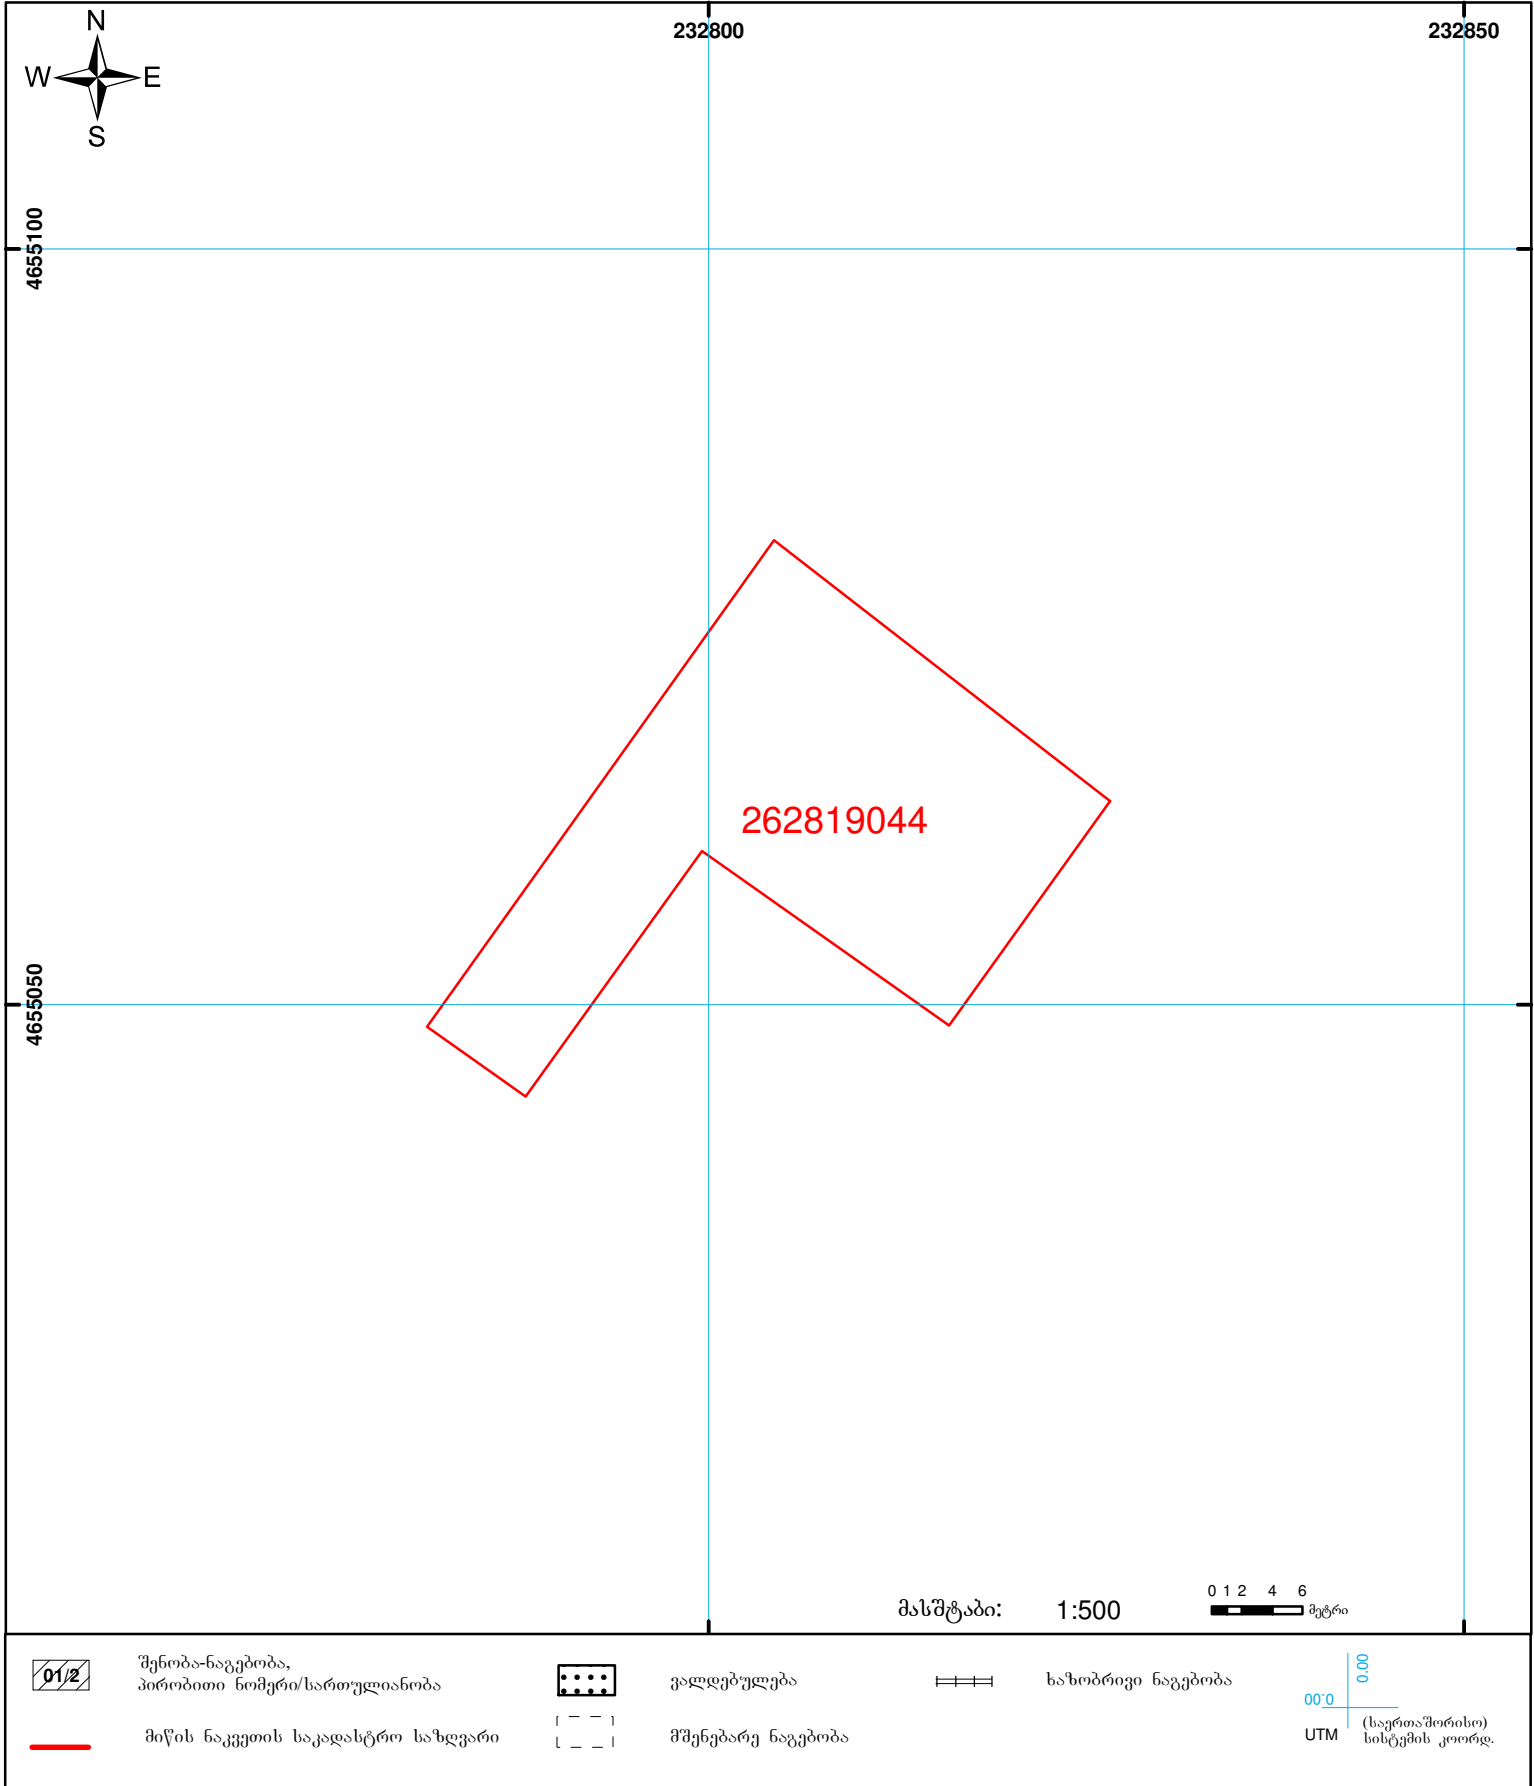 N
W E
S
232800
232850
4655100
4655050
262819044
მასშტაბი: 1:500
0 1 2 4 6
მეტრი
01/2
შენობა-ნაგებობა,
პირობითი ნომერი/სართულიანობა
ვალდებულება
ხაზობრივი ნაგებობა
0.00
00.0
UTM
(საერთაშორისო)
სისტემის კოორდ.
მიწის ნაკვეთის საკადასტრო საზღვარი
მშენებარე ნაგებობა